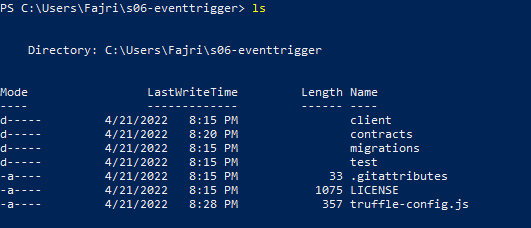 PS C:\Users\Fajri\s06-eventtrigger> ls
Directory: C:\Users\Fajri\s06-eventtrigger
Mode LastWriteTime Length Name
---- ------------- ------ ----
d----- 4/21/2022 8:15 PM client
d----- 4/21/2022 8:20 PM contracts
d----- 4/21/2022 8:15 PM migrations
d----- 4/21/2022 8:15 PM test
-a---- 4/21/2022 8:15 PM 33 .gitattributes
-a---- 4/21/2022 8:15 PM 1075 LICENSE
-a---- 4/21/2022 8:28 PM 357 truffle-config.js